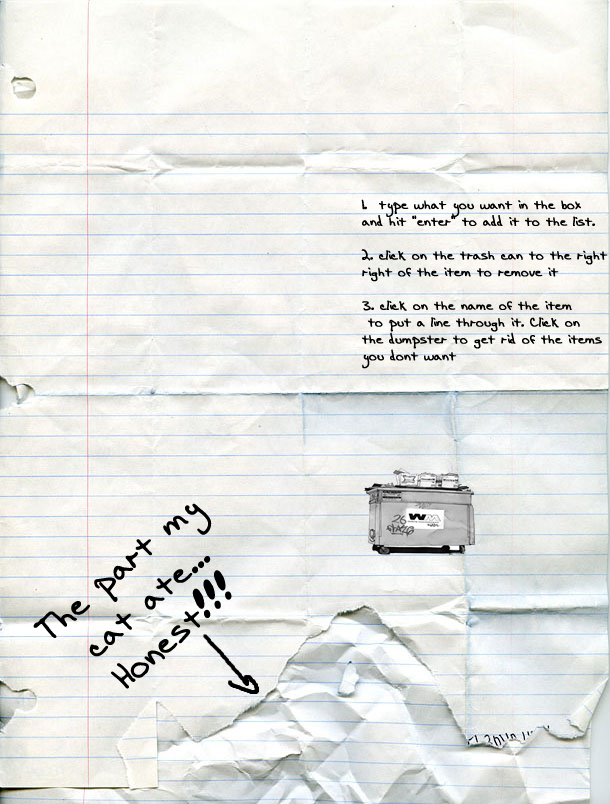 1. type what you want in the box
and hit "enter" to add it to the list.
2. click on the trash can to the right
right of the item to remove it
3. click on the name of the item
to put a line through it. Click on
the dumpster to get rid of the items
you dont want
WM
26
The part my
cat ate...
Honest!!!